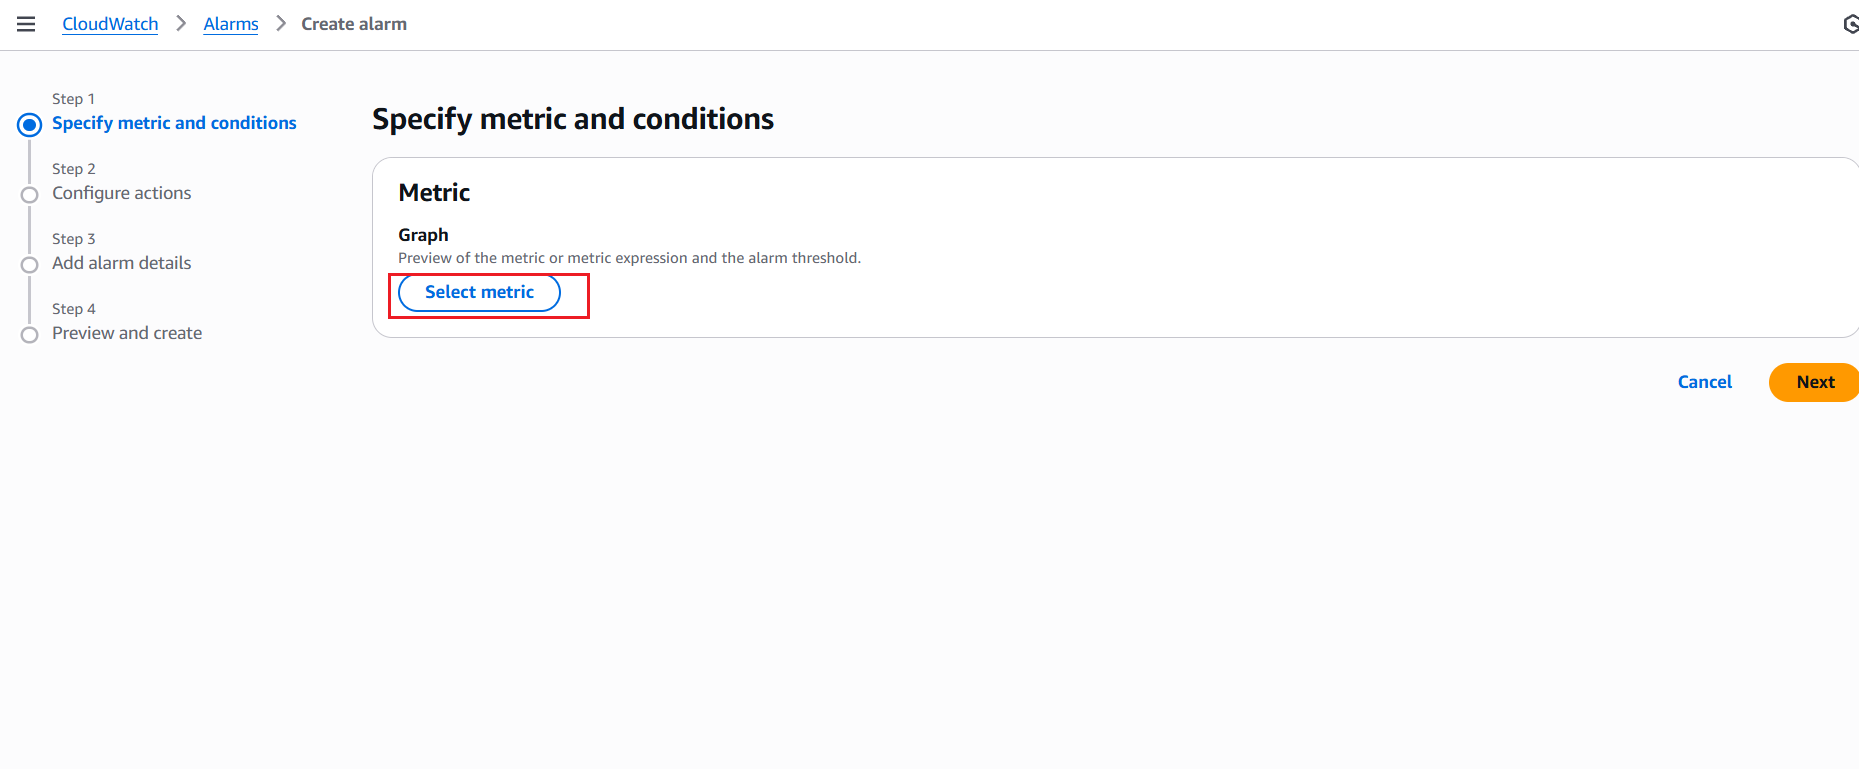 CloudWatch > Alarms > Create alarm
Step 1
Specify metric and conditions
Step 2
Configure actions
Step 3
Add alarm details
Step 4
Preview and create
Specify metric and conditions
Metric
Graph
Preview of the metric or metric expression and the alarm threshold.
Select metric
Cancel
Next